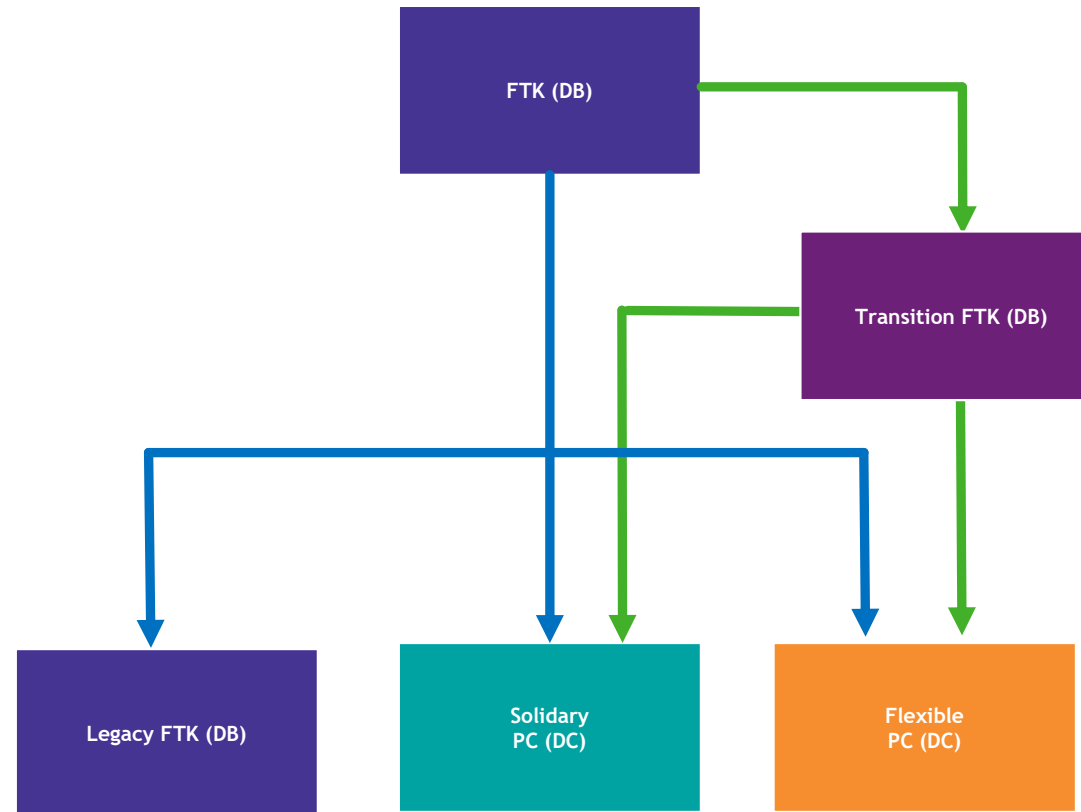 FTK (DB)
Transition FTK (DB)
Legacy FTK (DB)
Solidary
PC (DC)
Flexible
PC (DC)